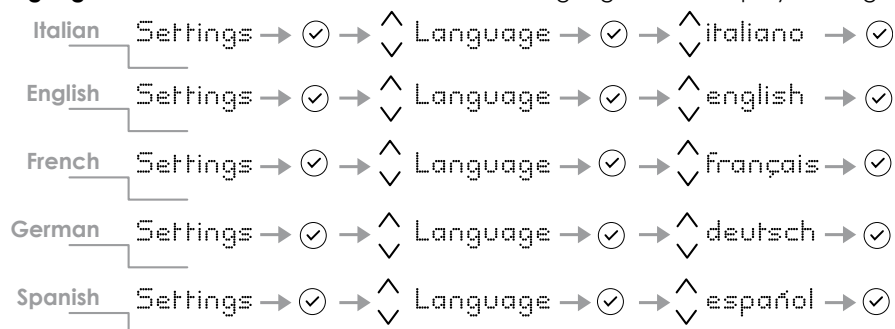 Italian Settings Language italiano
English Settings Language english
French Settings Language français
German Settings Language deutsch
Spanish Settings Language español